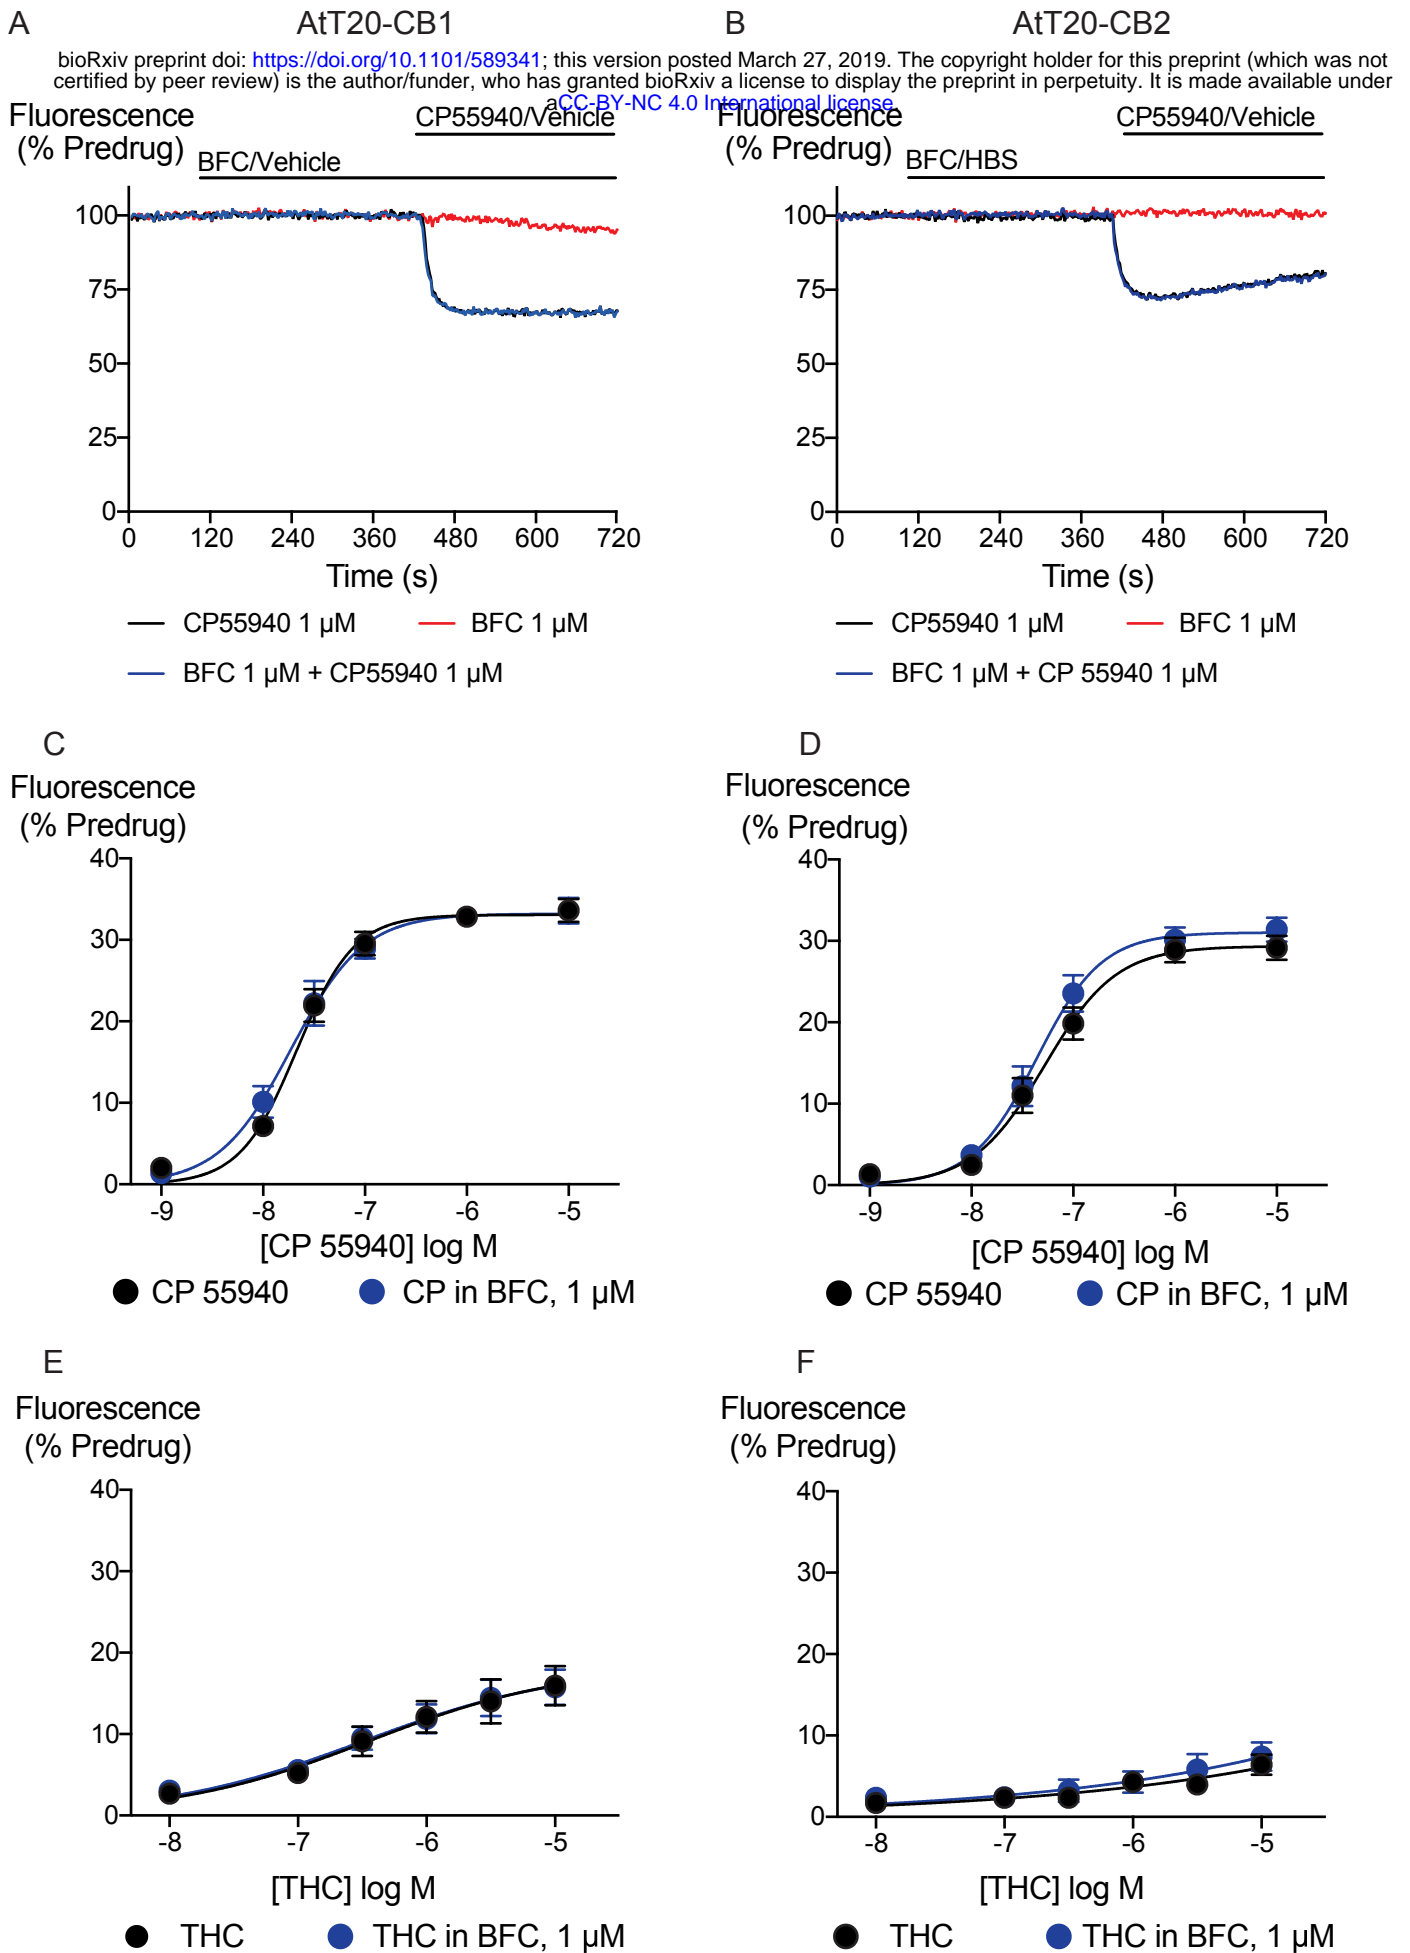 A AtT20-CB1 B AtT20-CB2
bioRxiv preprint doi: https://doi.org/10.1101/589341; this version posted March 27, 2019. The copyright holder for this preprint (which was not
certified by peer review) is the author/funder, who has granted bioRxiv a license to display the preprint in perpetuity. It is made available under
aCC-BY-NC 4.0 International license.
Fluorescence
(% Predrug)
CP55940/Vehicle
BFC/Vehicle
100
75
50
25
0
0 120 240 360 480 600 720
Time (s)
CP55940 1 µM BFC 1 µM
BFC 1 µM + CP55940 1 µM
Fluorescence
(% Predrug)
CP55940/Vehicle
BFC/HBS
100
75
50
25
0
0 120 240 360 480 600 720
Time (s)
CP55940 1 µM BFC 1 µM
BFC 1 µM + CP 55940 1 µM
C
Fluorescence
(% Predrug)
40
30
20
10
0
-9 -8 -7 -6 -5
[CP 55940] log M
CP 55940 CP in BFC, 1 µM
D
Fluorescence
(% Predrug)
40
30
20
10
0
-9 -8 -7 -6 -5
[CP 55940] log M
CP 55940 CP in BFC, 1 µM
E
Fluorescence
(% Predrug)
40
30
20
10
0
-8 -7 -6 -5
[THC] log M
THC THC in BFC, 1 µM
F
Fluorescence
(% Predrug)
40
30
20
10
0
-8 -7 -6 -5
[THC] log M
THC THC in BFC, 1 µM